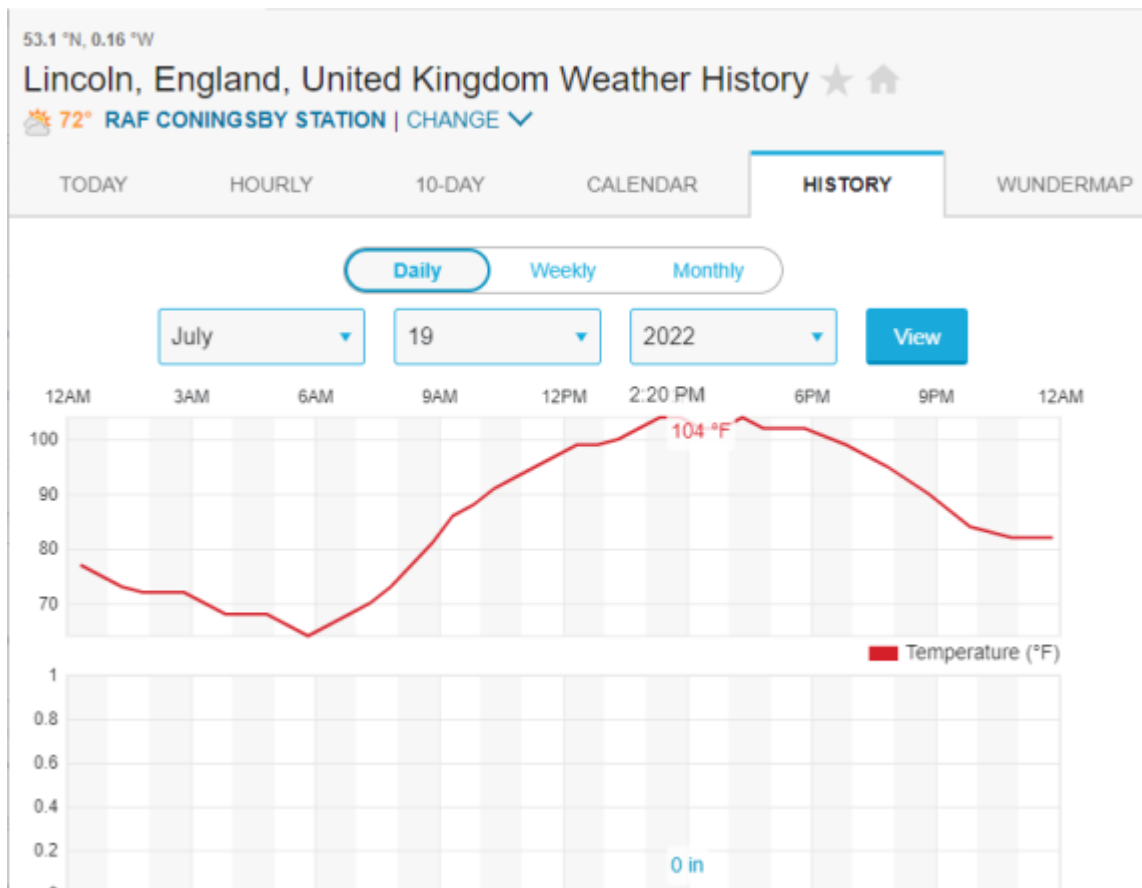 53.1 °N, 0.16 °W
Lincoln, England, United Kingdom Weather History
72° RAF CONINGSBY STATION | CHANGE
TODAY HOURLY 10-DAY CALENDAR HISTORY WUNDERMAP
Daily Weekly Monthly
July 19 2022 View
12AM 3AM 6AM 9AM 12PM 2:20 PM 6PM 9PM 12AM
100
104 °F
90
80
70
Temperature (°F)
1
0.8
0.6
0.4
0.2
0 in